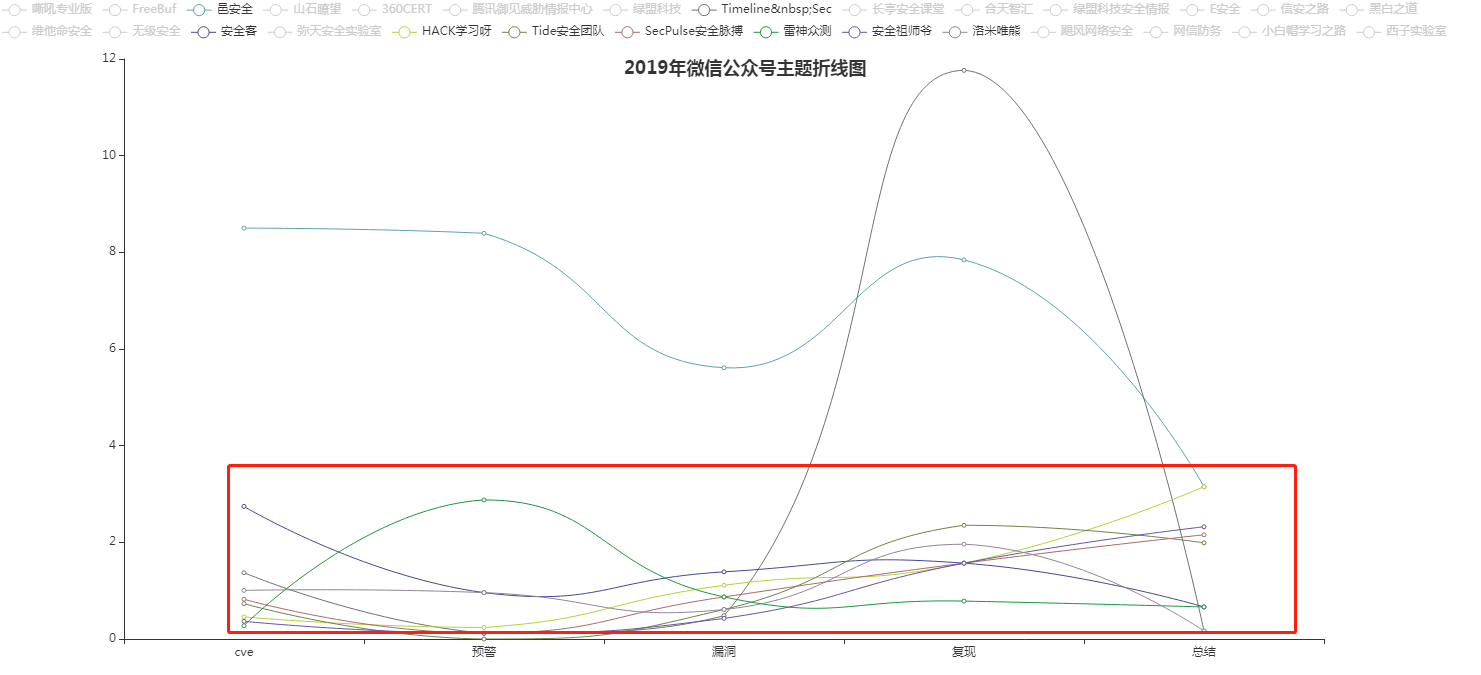 嘶吼专业版 FreeBuf 邑安全 山石瞭望 360CERT 腾讯御见威胁情报中心 绿盟科技 Timeline&nbsp;Sec 长亭安全课堂 合天智汇 绿盟科技安全情报 E安全 信安之路 黑白之道
维他命安全 无级安全 安全客 弥天安全实验室 HACK学习呀 Tide安全团队 SecPulse安全脉搏 雷神众测 安全祖师爷 洛米唯熊 飓风网络安全 网信防务 小白帽学习之路 西子实验室
2019年微信公众号主题折线图
12
10
8
6
4
2
0
cve 预警 漏洞 复现 总结